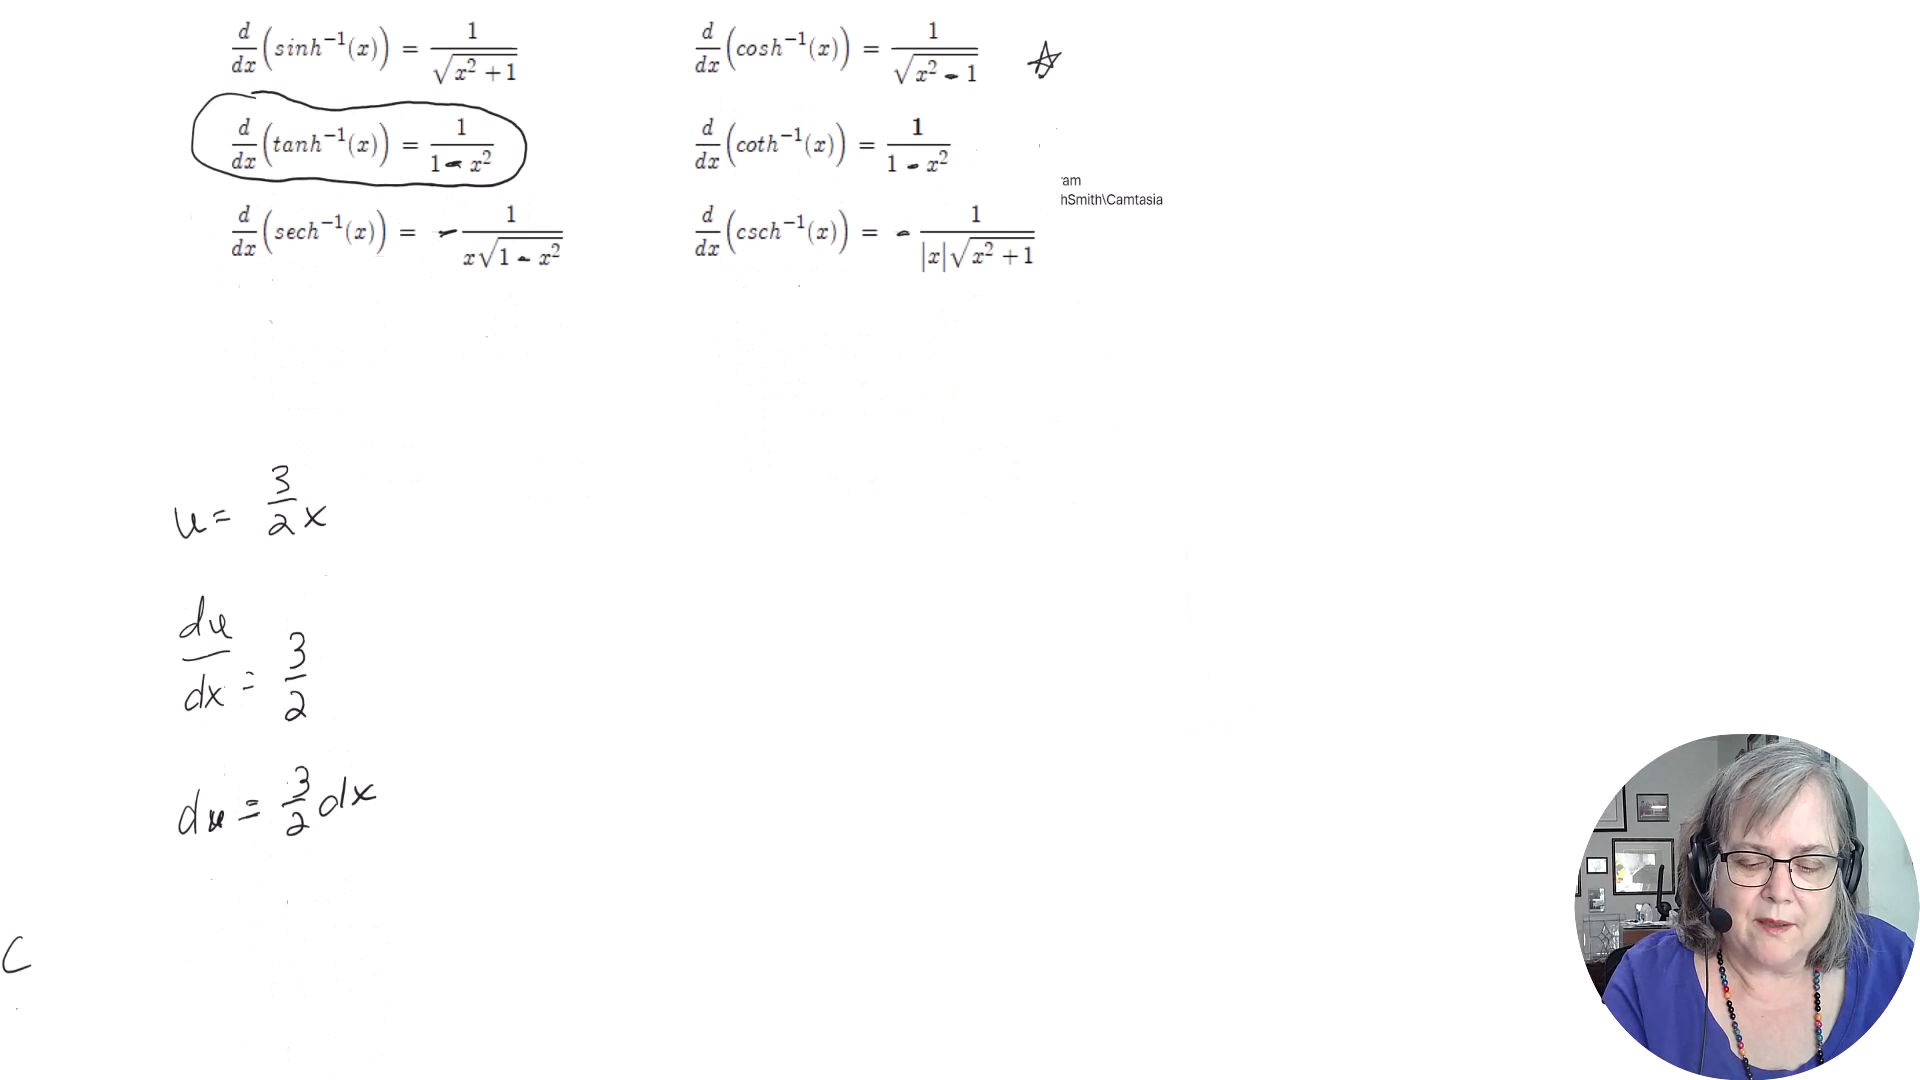 d/dx (sinh⁻¹(x)) = 1/√(x² + 1)
d/dx (cosh⁻¹(x)) = 1/√(x² - 1) ☆
d/dx (tanh⁻¹(x)) = 1/(1 - x²)
d/dx (coth⁻¹(x)) = 1/(1 - x²)
am
hSmith\Camtasia
d/dx (sech⁻¹(x)) = - 1/(x√(1 - x²))
d/dx (csch⁻¹(x)) = - 1/(|x|√(x² + 1))
u = 3/2 x
du/dx = 3/2
du = 3/2 dx
C